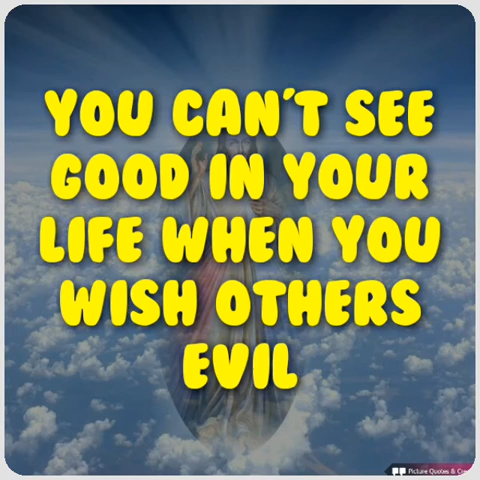 YOU CAN'T SEE
GOOD IN YOUR
LIFE WHEN YOU
WISH OTHERS
EVIL
Picture Quotes &